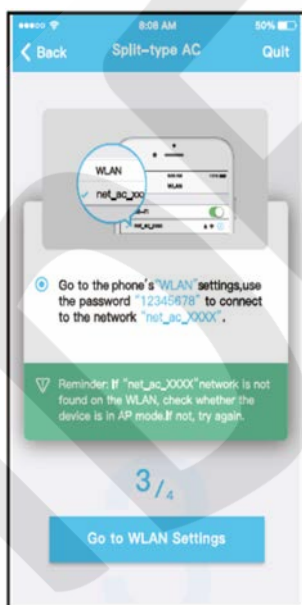 8:08 AM
50%
Back
Split-type AC
Quit
WLAN
net_ac_xxx
WLAN
Go to the phone's"WLAN"settings,use
the password "12345678" to connect
to the network "net_ac_XXXX".
Reminder: If "net_ac_XXXX"network is not
found on the WLAN, check whether the
device is in AP mode.If not, try again.
3/4
Go to WLAN Settings